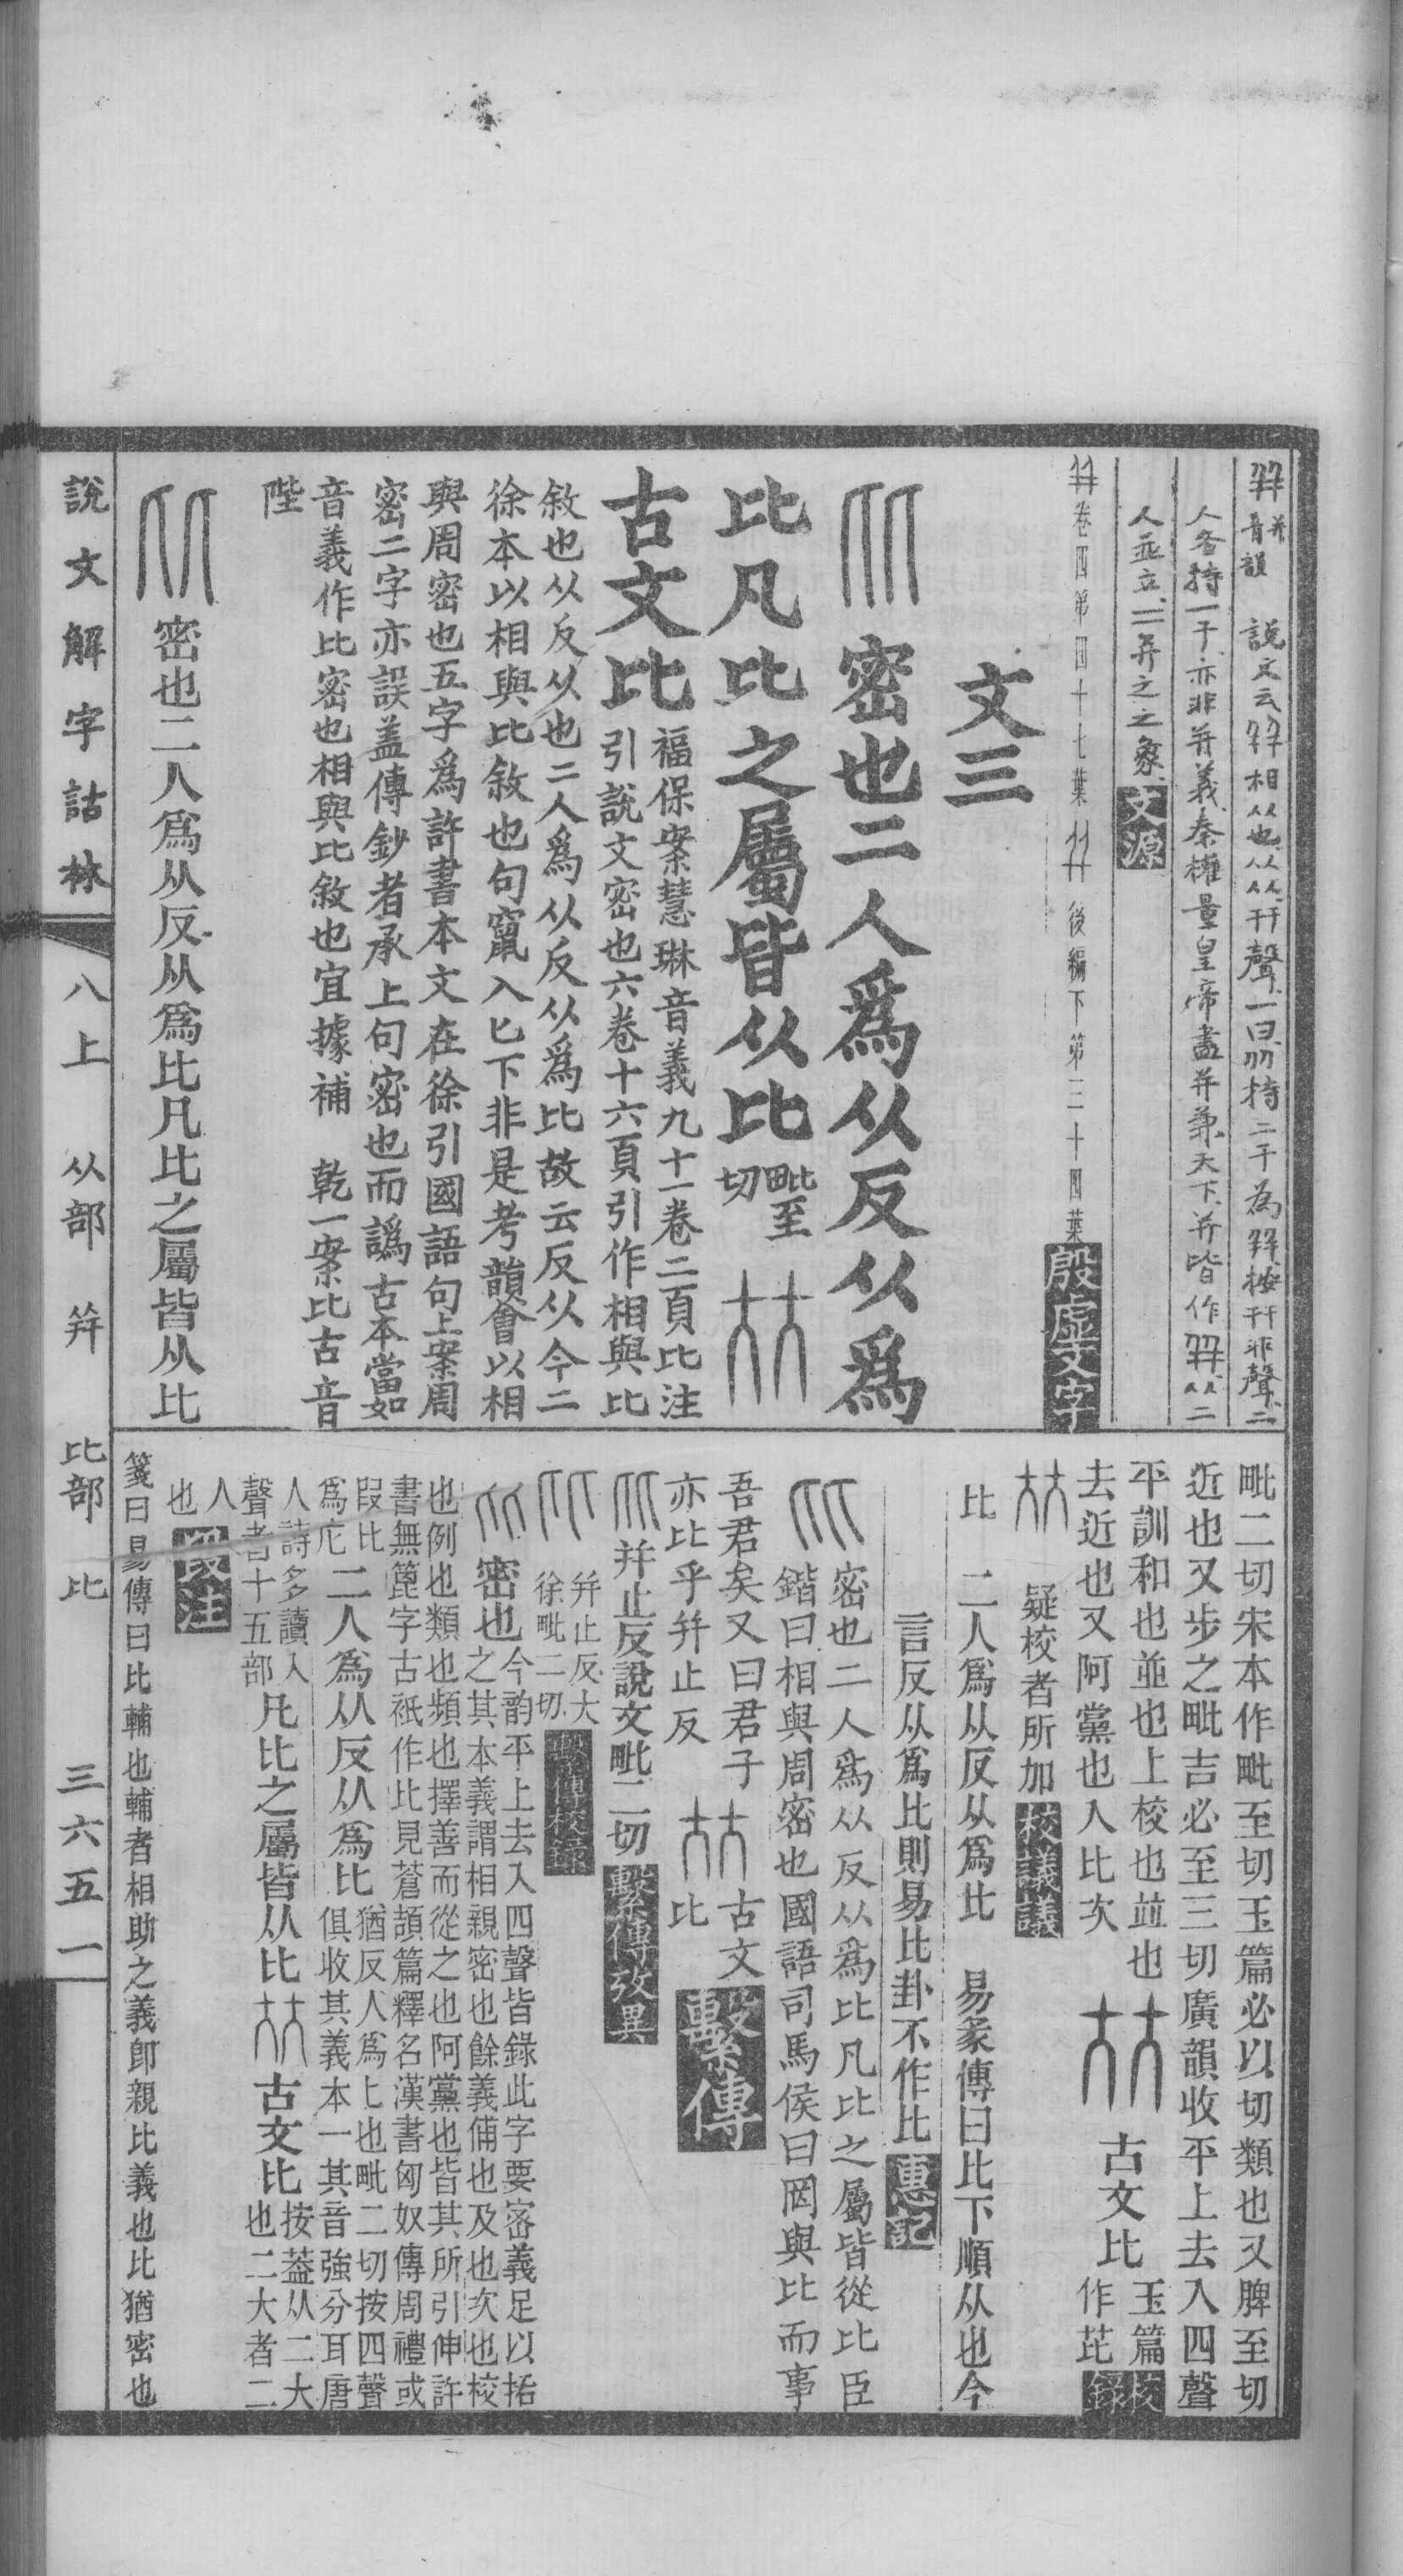 幷靑韻 說文云幷相从也从从幵聲一曰从持二干為幷按幵非聲二
人各持一干亦非幷義秦權量皇帝盡幷兼天下幷皆作幷从二
人並立二幷之之象 文源
卷四第四十七葉 後編下第三十四葉 殷虛文字
文三
密也二人爲从反从爲
比凡比之屬皆从比毗至切
古文比
福保案慧琳音義九十一卷二頁比注
引說文密也六卷十六頁引作相與比
敘也从反从也二人爲从反从爲比故云反从今二
徐本以相與比敘也句竄入匕下非是考韻會以相
與周密也五字爲許書本文在徐引國語句上案周
密二字亦誤盖傳鈔者承上句密也而譌古本當如
音義作比密也相與比敘也宜據補 乾一案比古音
陛
密也二人爲从反从爲比凡比之屬皆从比
毗二切宋本作毗至切玉篇必以切類也又脾至切
近也又步之毗吉必至三切廣韻收平上去入四聲
平訓和也並也上校也並也
去近也又阿黨也人比次
古文比
玉篇
作芘 校錄
疑校者所加 校議議
比 二人爲从反从爲比 易彖傳曰比下順从也今
言反从爲比則易比卦不作比 惠記
密也二人爲从反从爲比凡比之屬皆從比臣
鍇曰相與周密也國語司馬侯曰罔與比而事
吾君矣又曰君子
亦比乎幷止反
古文
比 繫傳
幷止反說文毗二切 繫傳攷異
幷止反大
徐毗二切 繫傳校錄
密也今韵平上去入四聲皆錄此字要密義足以括
之其本義謂相親密也餘義俌也及也次也校
也例也類也頻也擇善而從之也阿黨也皆其所引伸許
書無篦字古衹作比見蒼頡篇釋名漢書匈奴傳周禮或
叚比
爲庀 二人爲从反从爲比 猶反人爲匕也毗二切按四聲
俱收其義本一其音強分耳唐
人詩多讀入
聲者十五部 凡比之屬皆从比 古文比 按葢从二大
也二大者二
人
也 段注
箋曰易傳曰比輔也輔者相助之義卽親比義也比猶密也
說文解字詁林 八上 从部 幷 比部 比 三六五一